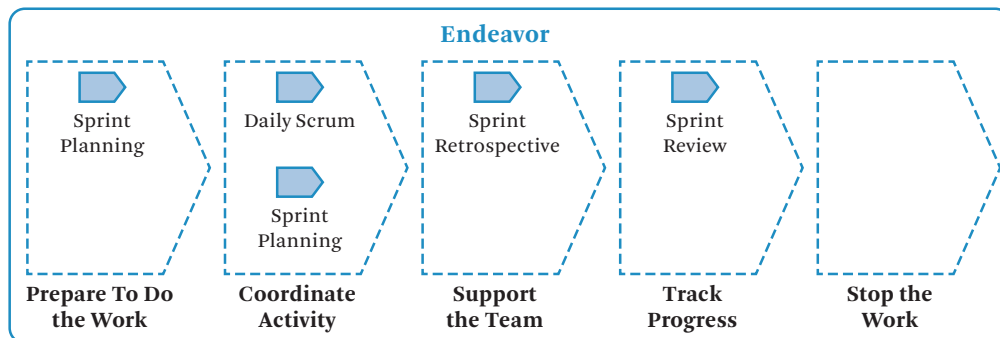 Endeavor
Sprint
Planning
Daily Scrum
Sprint
Planning
Sprint
Retrospective
Sprint
Review
Prepare To Do
the Work
Coordinate
Activity
Support
the Team
Track
Progress
Stop the
Work